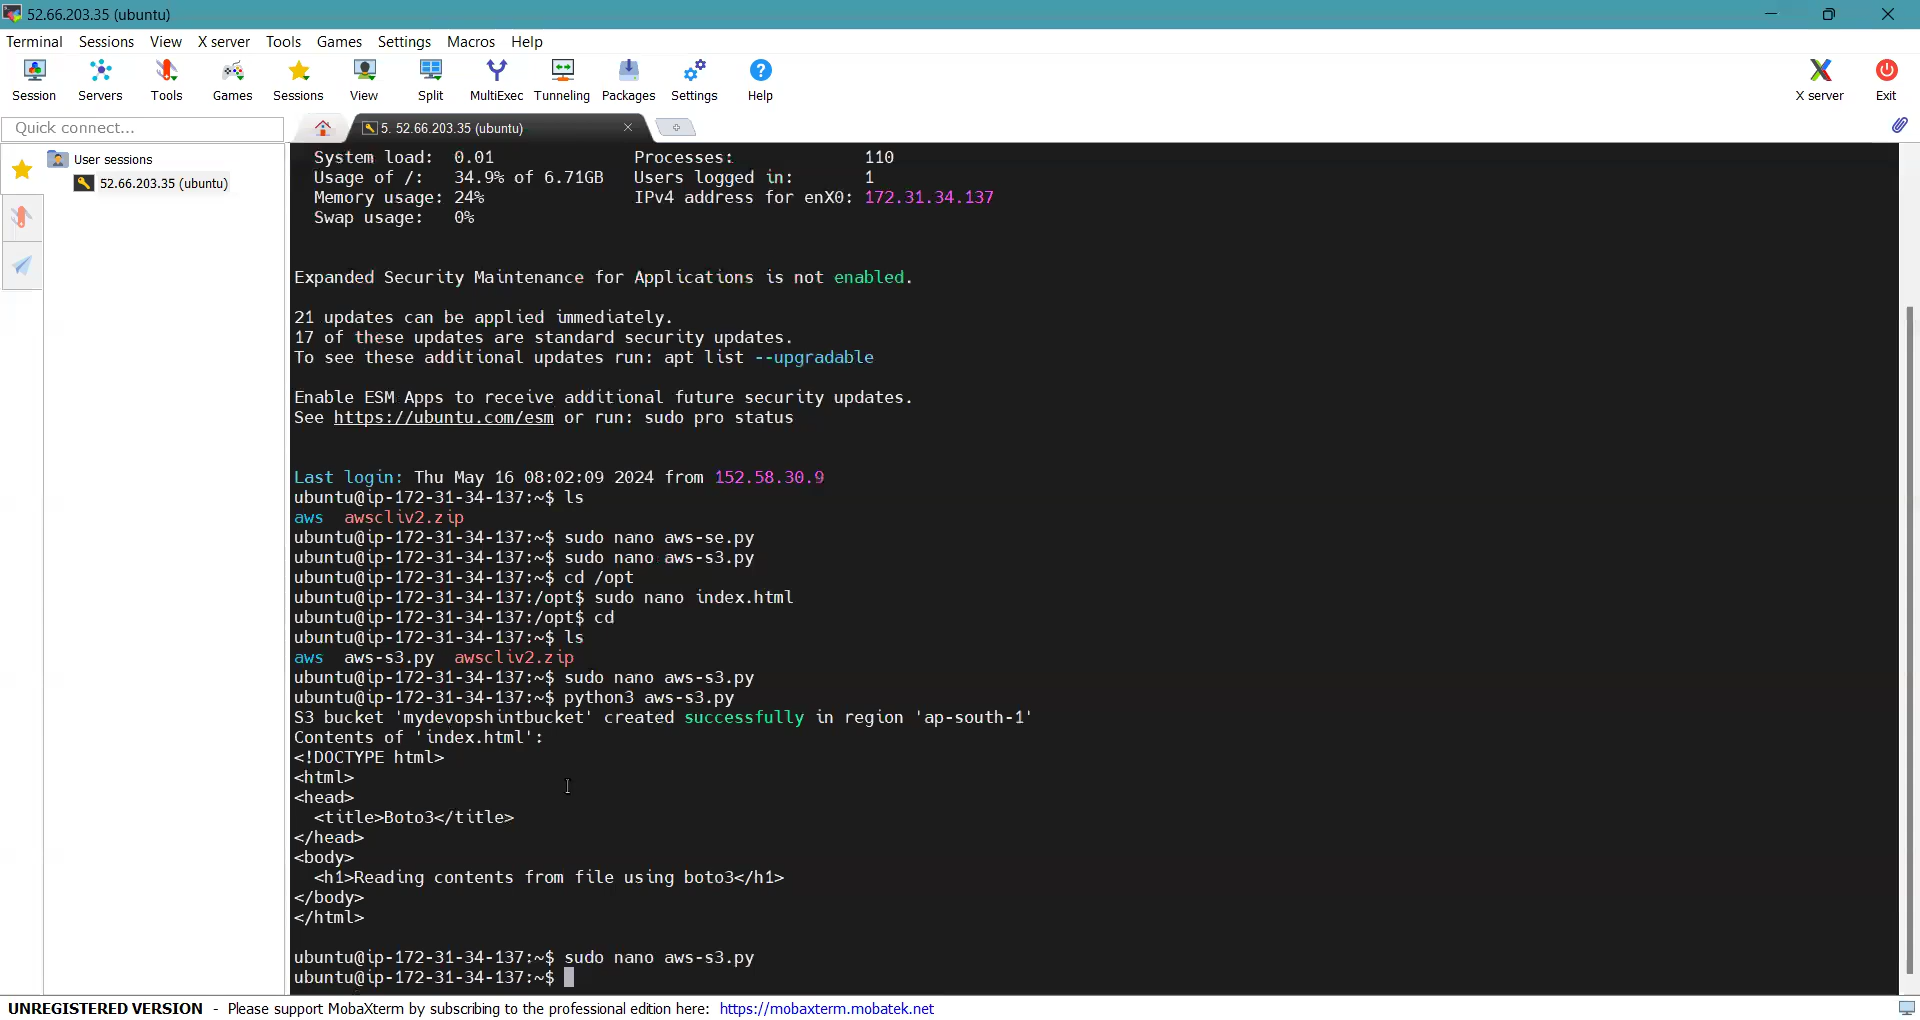 52.66.203.35 (ubuntu)
Terminal Sessions View X server Tools Games Settings Macros Help
Session Servers Tools Games Sessions View Split MultiExec Tunneling Packages Settings Help X server Exit
Quick connect...
5. 52.66.203.35 (ubuntu)
User sessions
52.66.203.35 (ubuntu)
System load: 0.01 Processes: 110
Usage of /: 34.9% of 6.71GB Users logged in: 1
Memory usage: 24% IPv4 address for enX0: 172.31.34.137
Swap usage: 0%
Expanded Security Maintenance for Applications is not enabled.
21 updates can be applied immediately.
17 of these updates are standard security updates.
To see these additional updates run: apt list --upgradable
Enable ESM Apps to receive additional future security updates.
See https://ubuntu.com/esm or run: sudo pro status
Last login: Thu May 16 08:02:09 2024 from 152.58.30.9
ubuntu@ip-172-31-34-137:~$ ls
aws awscliv2.zip
ubuntu@ip-172-31-34-137:~$ sudo nano aws-se.py
ubuntu@ip-172-31-34-137:~$ sudo nano aws-s3.py
ubuntu@ip-172-31-34-137:~$ cd /opt
ubuntu@ip-172-31-34-137:/opt$ sudo nano index.html
ubuntu@ip-172-31-34-137:/opt$ cd
ubuntu@ip-172-31-34-137:~$ ls
aws aws-s3.py awscliv2.zip
ubuntu@ip-172-31-34-137:~$ sudo nano aws-s3.py
ubuntu@ip-172-31-34-137:~$ python3 aws-s3.py
S3 bucket 'mydevopshintbucket' created successfully in region 'ap-south-1'
Contents of 'index.html':
<!DOCTYPE html>
<html>
<head>
<title>Boto3</title>
</head>
<body>
<h1>Reading contents from file using boto3</h1>
</body>
</html>
ubuntu@ip-172-31-34-137:~$ sudo nano aws-s3.py
ubuntu@ip-172-31-34-137:~$
UNREGISTERED VERSION - Please support MobaXterm by subscribing to the professional edition here: https://mobaxterm.mobatek.net